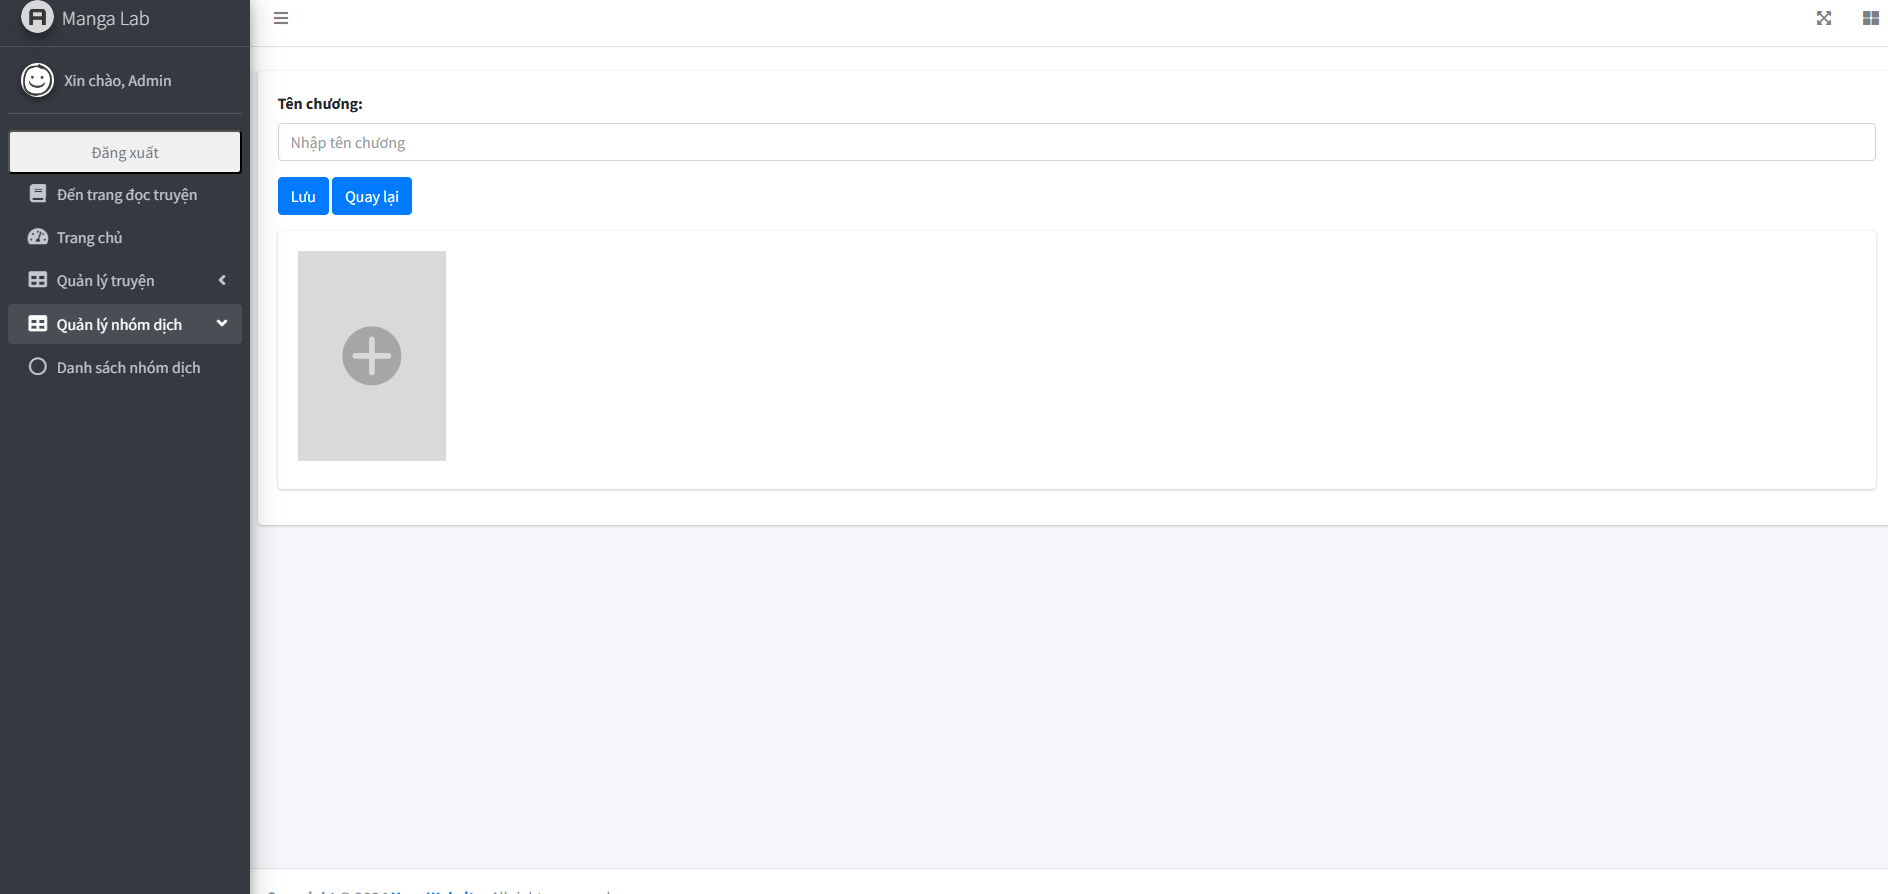 Manga Lab
Xin chào, Admin
Đăng xuất
Đến trang đọc truyện
Trang chủ
Quản lý truyện
Quản lý nhóm dịch
Danh sách nhóm dịch
Tên chương:
Nhập tên chương
Lưu
Quay lại